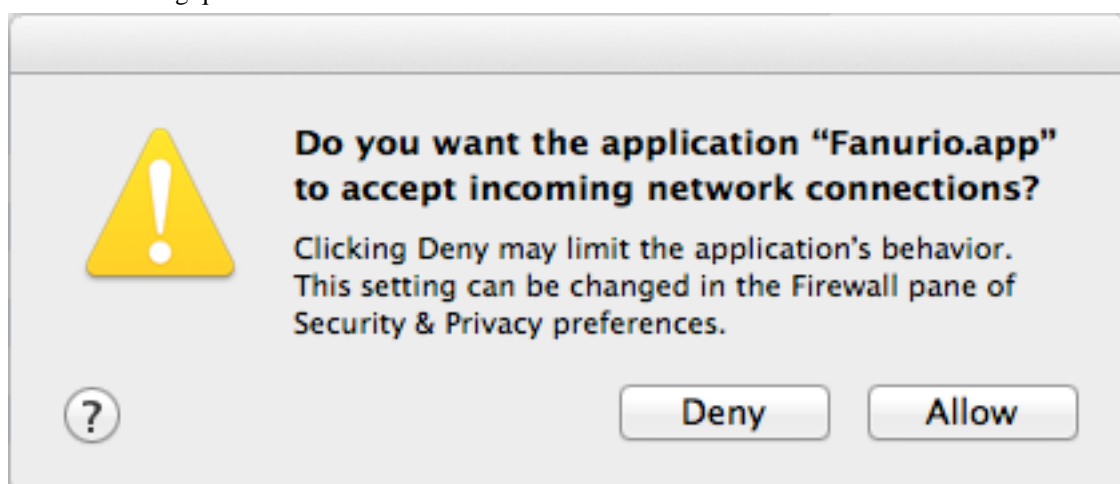 Do you want the application “Fanurio.app”
to accept incoming network connections?
Clicking Deny may limit the application’s behavior.
This setting can be changed in the Firewall pane of
Security & Privacy preferences.
?
Deny
Allow